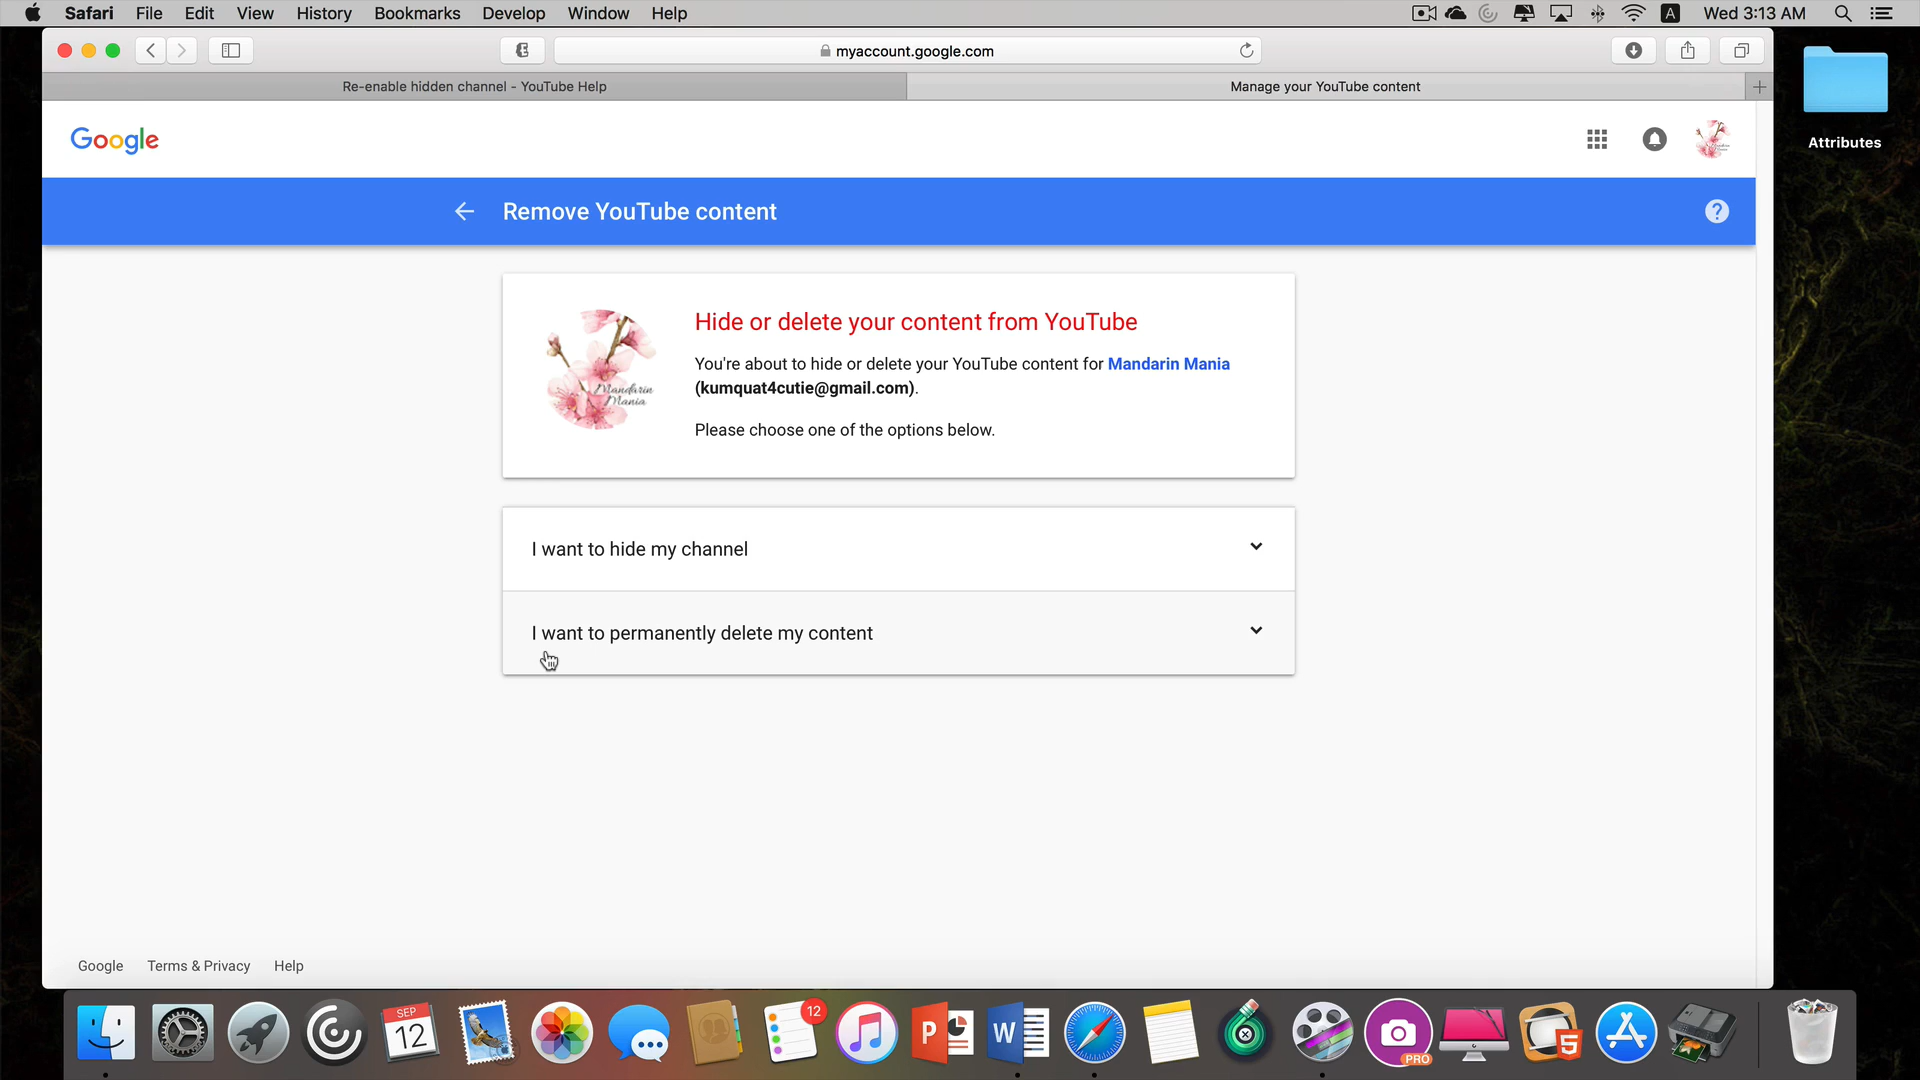 Safari File Edit View History Bookmarks Develop Window Help
A Wed 3:13 AM
myaccount.google.com
Re-enable hidden channel - YouTube Help
Manage your YouTube content
Attributes
Google
Remove YouTube content
?
Hide or delete your content from YouTube
You're about to hide or delete your YouTube content for Mandarin Mania
(kumquat4cutie@gmail.com).
Please choose one of the options below.
Mandarin
Mania
I want to hide my channel
I want to permanently delete my content
Google Terms & Privacy Help
SEP
12
12
P
W
PRO
5